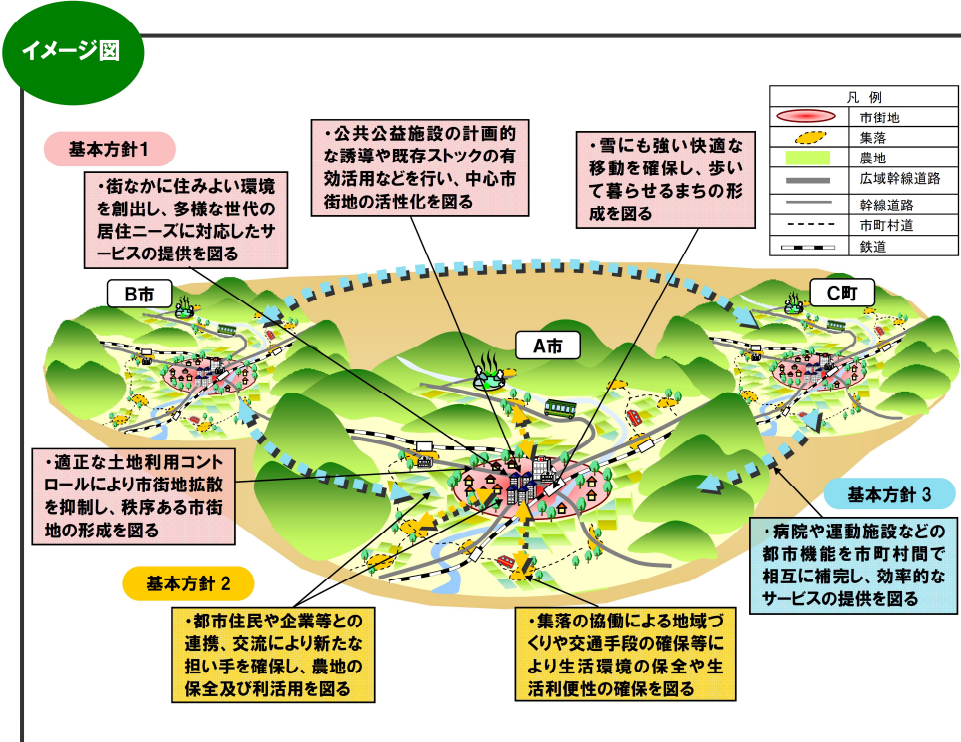 イメージ図
凡 例
市街地
集落
農地
広域幹線道路
幹線道路
市町村道
鉄道
基本方針1
・街なかに住みよい環境
を創出し、多様な世代の
居住ニーズに対応したサ
ービスの提供を図る
・公共公益施設の計画的
な誘導や既存ストックの有
効活用などを行い、中心市
街地の活性化を図る
・雪にも強い快適な
移動を確保し、歩い
て暮らせるまちの形
成を図る
B市
A市
C町
・適正な土地利用コント
ロールにより市街地拡散
を抑制し、秩序ある市街
地の形成を図る
基本方針2
・都市住民や企業等との
連携、交流により新たな
担い手を確保し、農地の
保全及び利活用を図る
・集落の協働による地域づ
くりや交通手段の確保等に
より生活環境の保全や生
活利便性の確保を図る
基本方針3
・病院や運動施設などの
都市機能を市町村間で
相互に補完し、効率的な
サービスの提供を図る